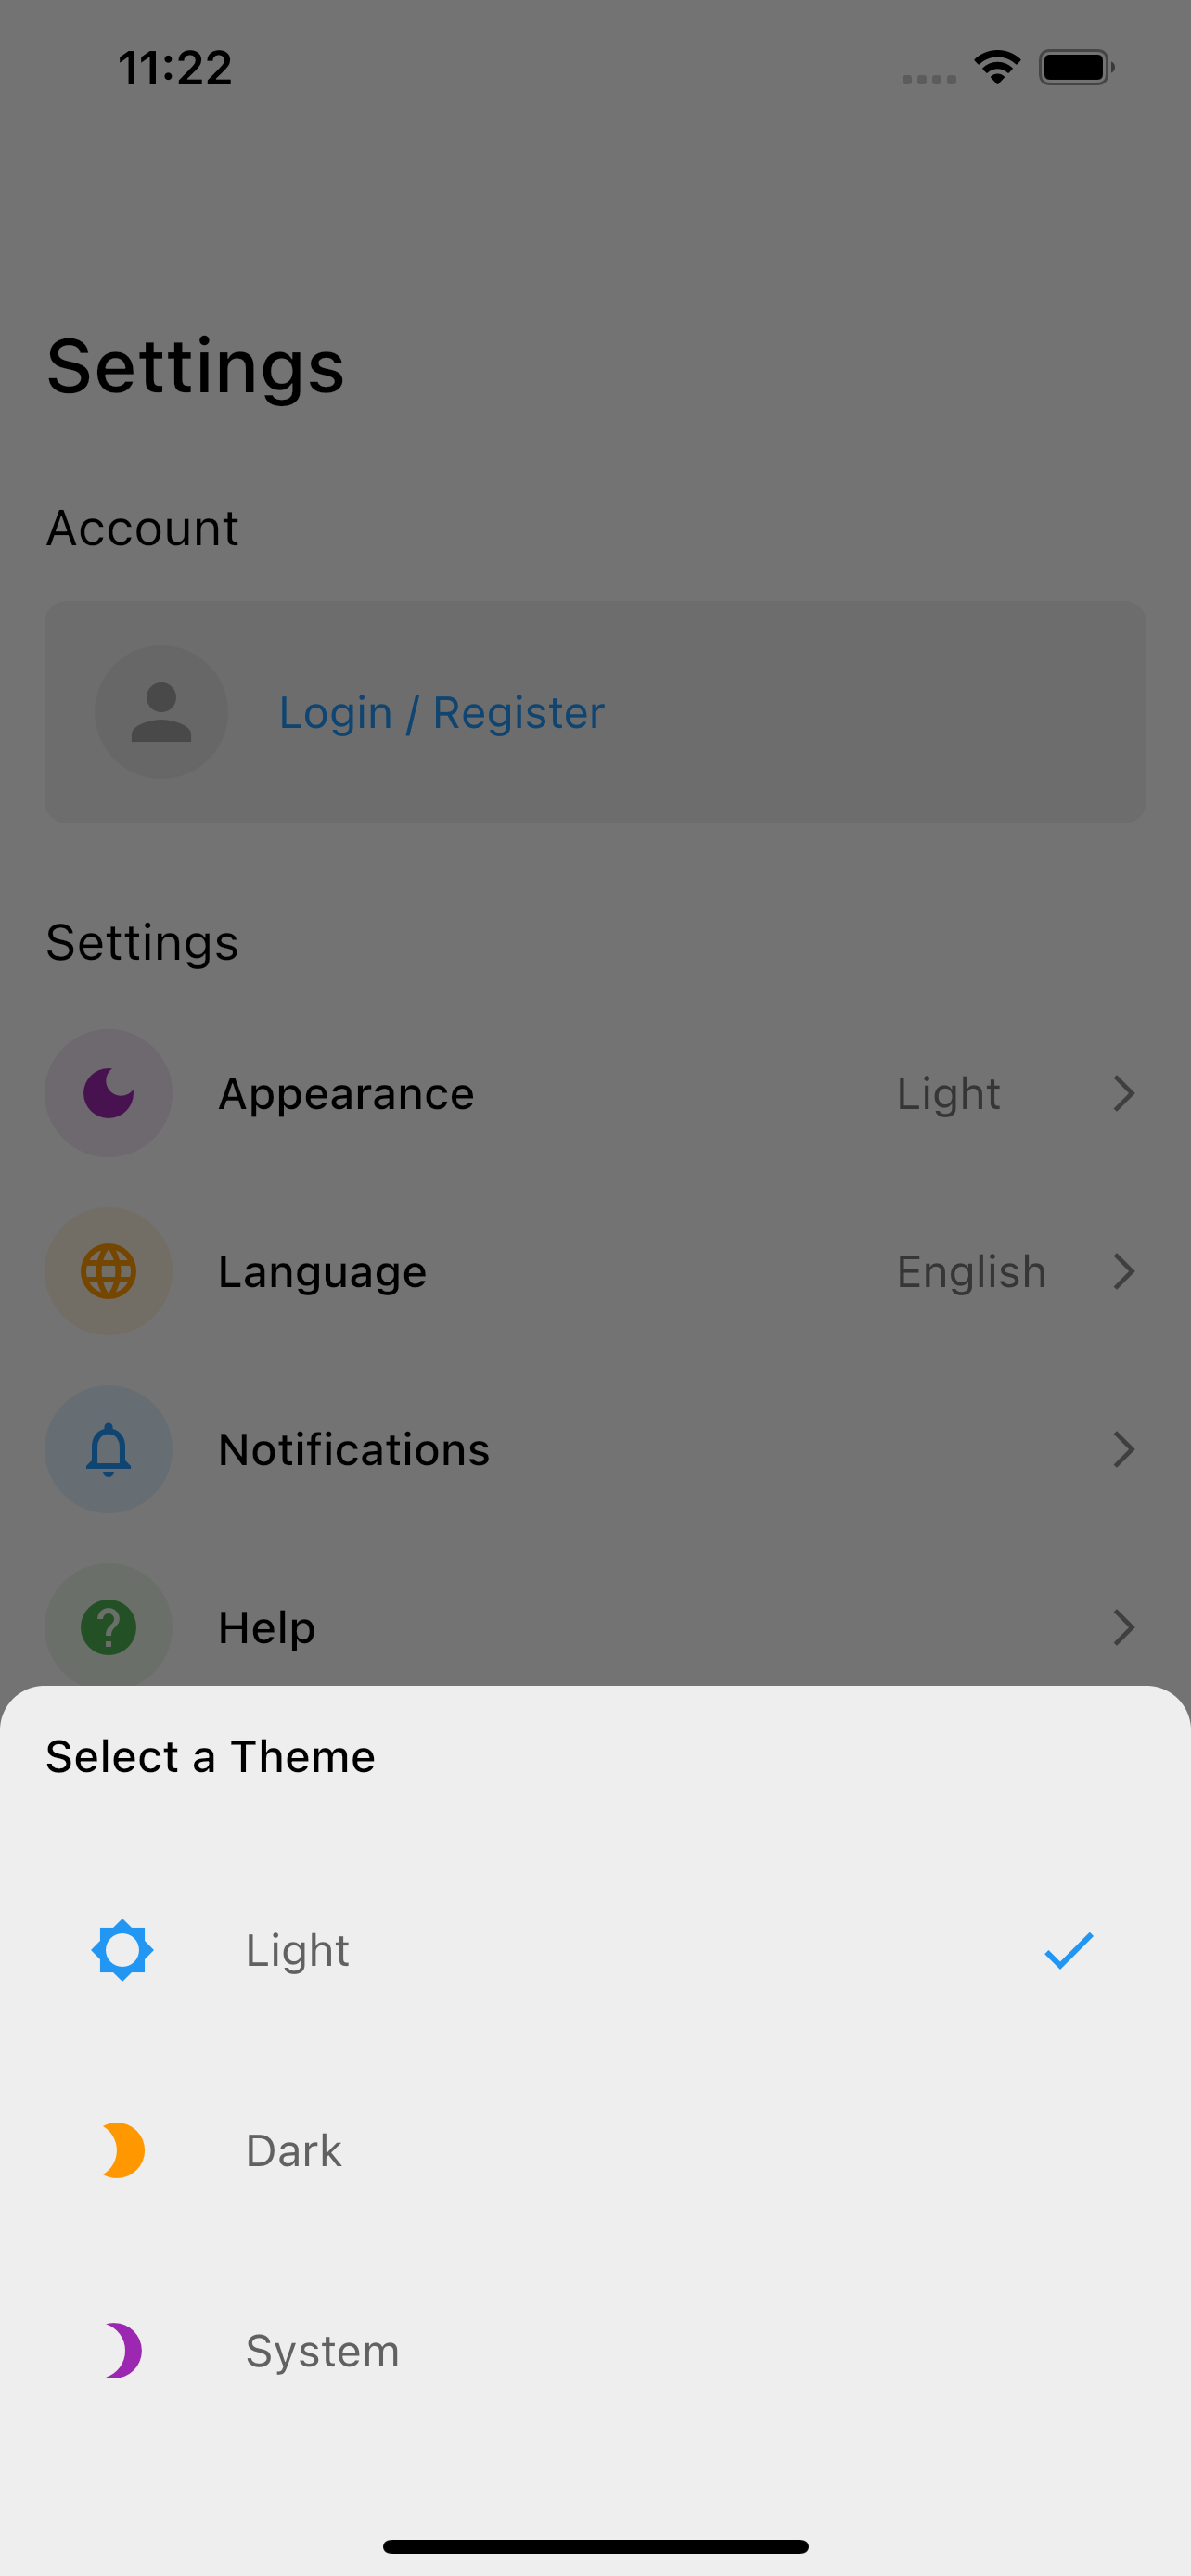 11:22
Settings
Account
Login / Register
Settings
Appearance Light
Language English
Notifications
Help
Select a Theme
Light
Dark
System